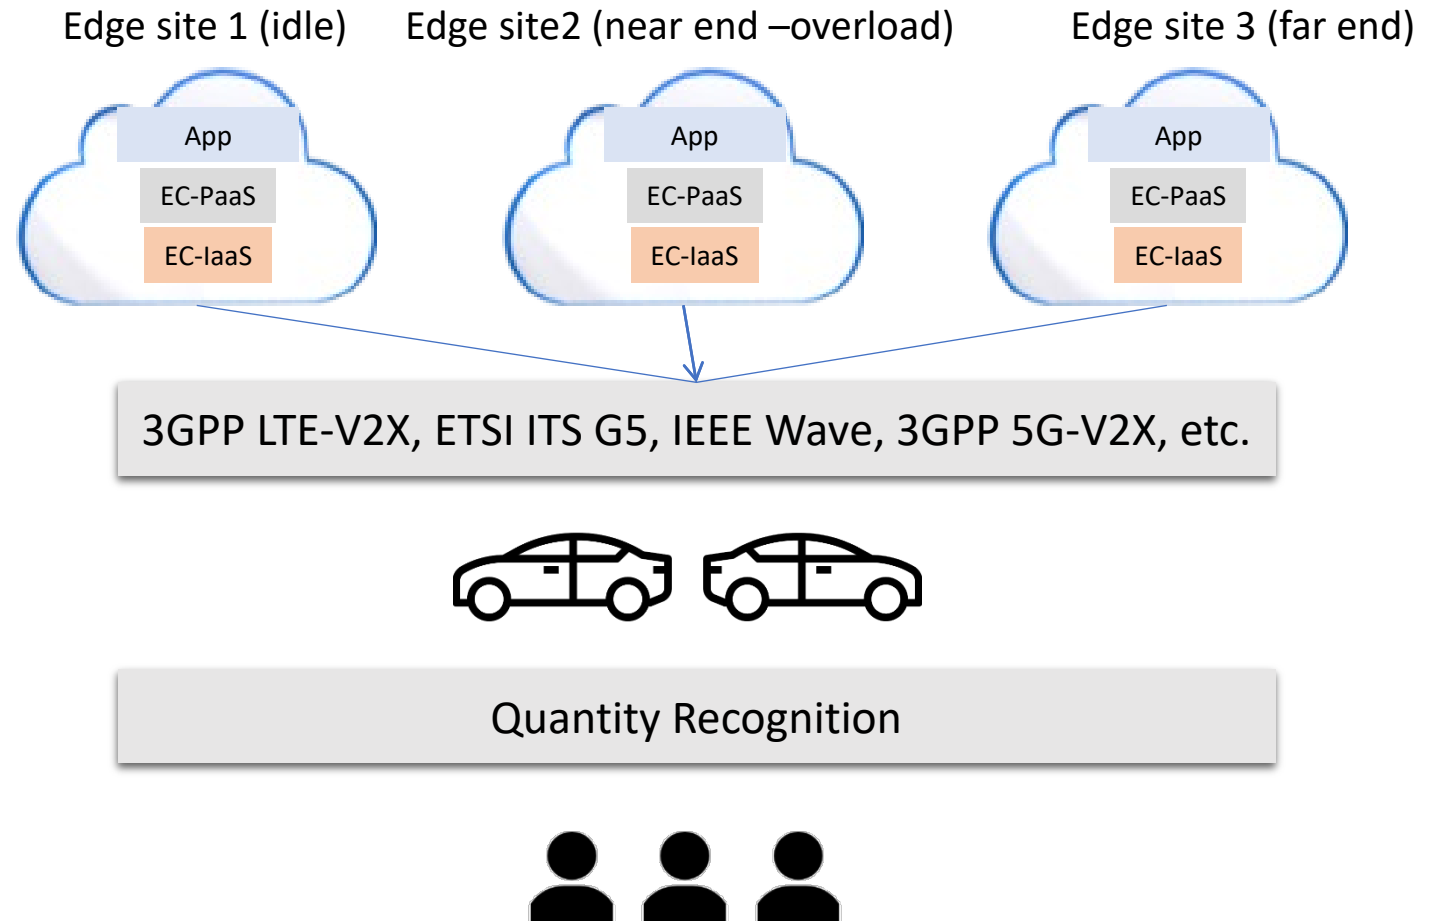 Edge site 1 (idle)
Edge site2 (near end –overload)
Edge site 3 (far end)
App
EC-PaaS
EC-IaaS
App
EC-PaaS
EC-IaaS
App
EC-PaaS
EC-IaaS
3GPP LTE-V2X, ETSI ITS G5, IEEE Wave, 3GPP 5G-V2X, etc.
Quantity Recognition